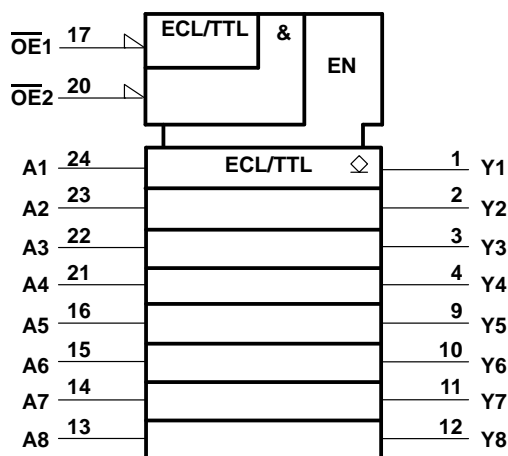 ECL/TTL & EN
O̅E̅1 17
O̅E̅2 20
A1 24 ECL/TTL 1 Y1
A2 23 2 Y2
A3 22 3 Y3
A4 21 4 Y4
A5 16 9 Y5
A6 15 10 Y6
A7 14 11 Y7
A8 13 12 Y8